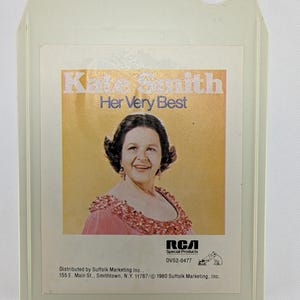 Kate Smith
Her Very Best
RCA
Special Products
DVS2-0477
Distributed by Suffolk Marketing Inc.,
155 E. Main St., Smithtown, N.Y. 11787/℗ 1980 Suffolk Marketing, Inc.